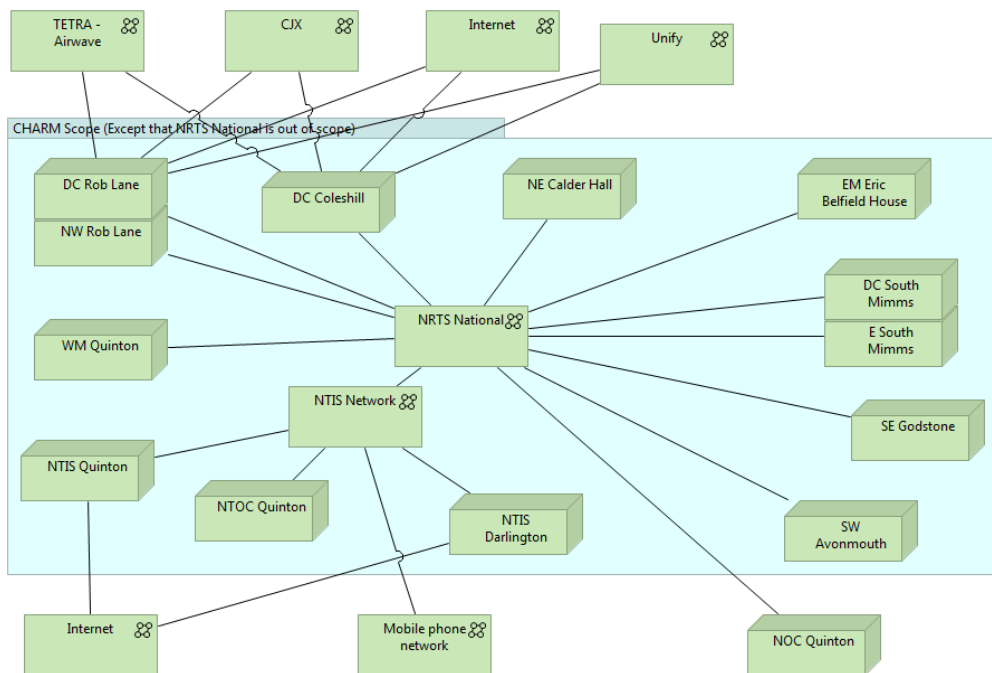 TETRA -
Airwave
CJX
Internet
Unify
CHARM Scope (Except that NRTS National is out of scope)
DC Rob Lane
DC Coleshill
NE Calder Hall
EM Eric
Belfield House
NW Rob Lane
DC South
Mimms
NRTS National
WM Quinton
E South
Mimms
NTIS Network
SE Godstone
NTIS Quinton
NTOC Quinton
NTIS
Darlington
SW
Avonmouth
Internet
Mobile phone
network
NOC Quinton